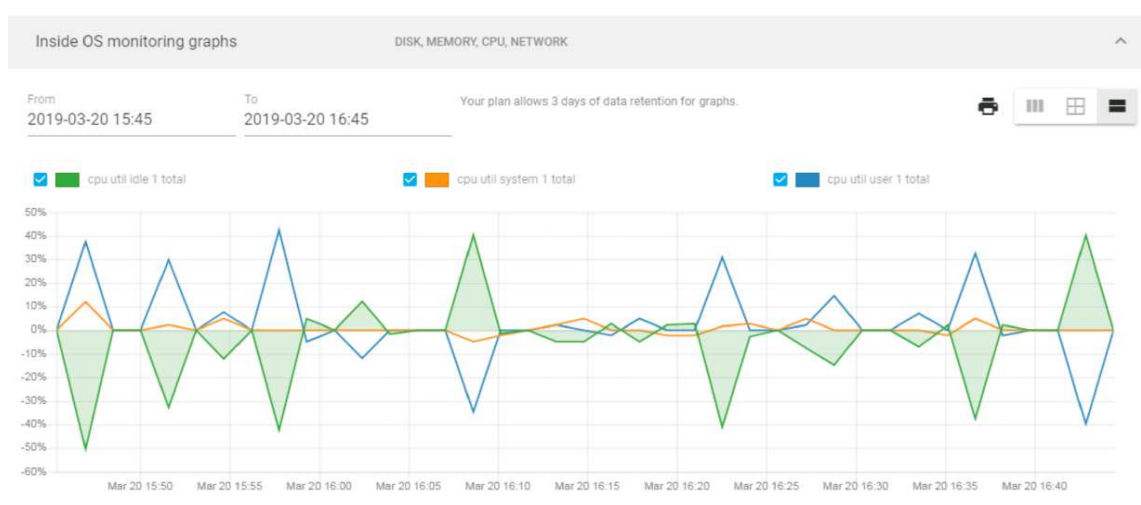 Inside OS monitoring graphs DISK, MEMORY, CPU, NETWORK
From To Your plan allows 3 days of data retention for graphs.
2019-03-20 15:45 2019-03-20 16:45
cpu util idle 1 total cpu util system 1 total cpu util user 1 total
50%
40%
30%
20%
10%
0%
-10%
-20%
-30%
-40%
-50%
-60%
Mar 20 15:50 Mar 20 15:55 Mar 20 16:00 Mar 20 16:05 Mar 20 16:10 Mar 20 16:15 Mar 20 16:20 Mar 20 16:25 Mar 20 16:30 Mar 20 16:35 Mar 20 16:40